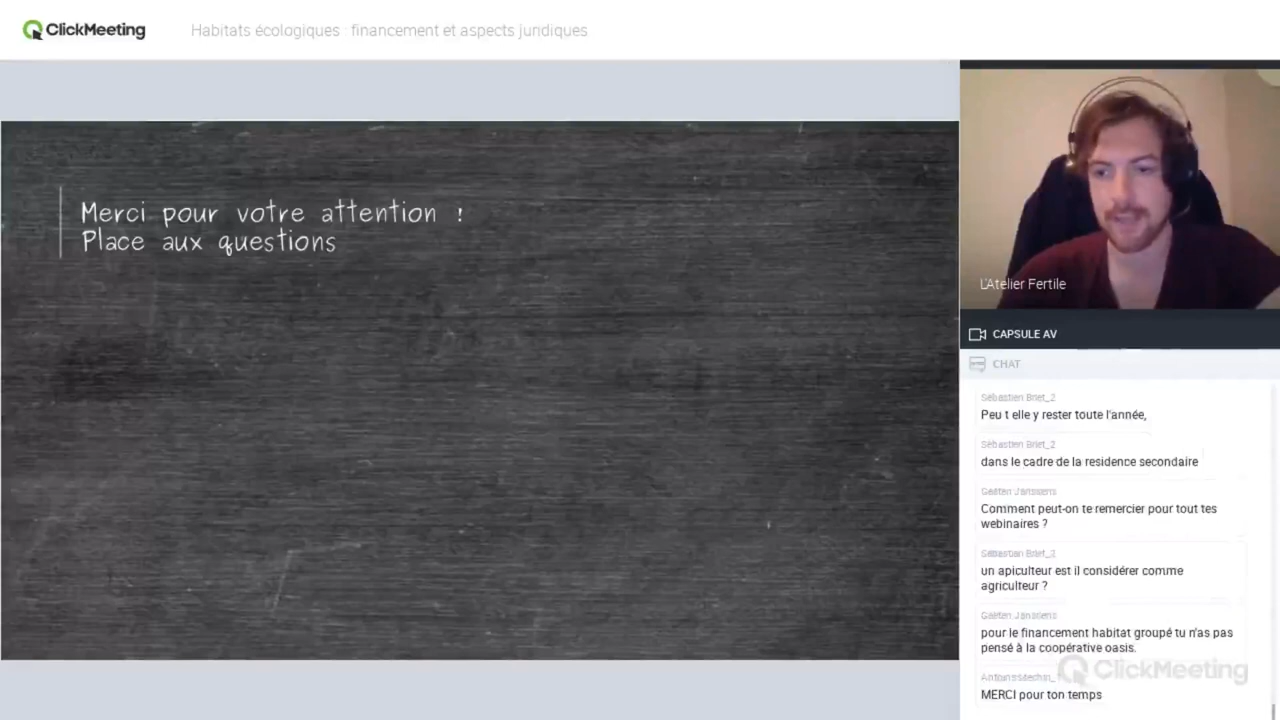 ClickMeeting
Habitats écologiques : financement et aspects juridiques
Merci pour votre attention !
Place aux questions
L'Atelier Fertile
CAPSULE AV
CHAT
Sébastien Briet_2
Peu t elle y rester toute l'année,
Sébastien Briet_2
dans le cadre de la residence secondaire
Gaëten Janssens
Comment peut-on te remercier pour tout tes
webinaires ?
Sébastien Briet_2
un apiculteur est il considérer comme
agriculteur ?
Gaëten Janssens
pour le financement habitat groupé tu n'as pas
pensé à la coopérative oasis.
MERCI pour ton temps
ClickMeeting